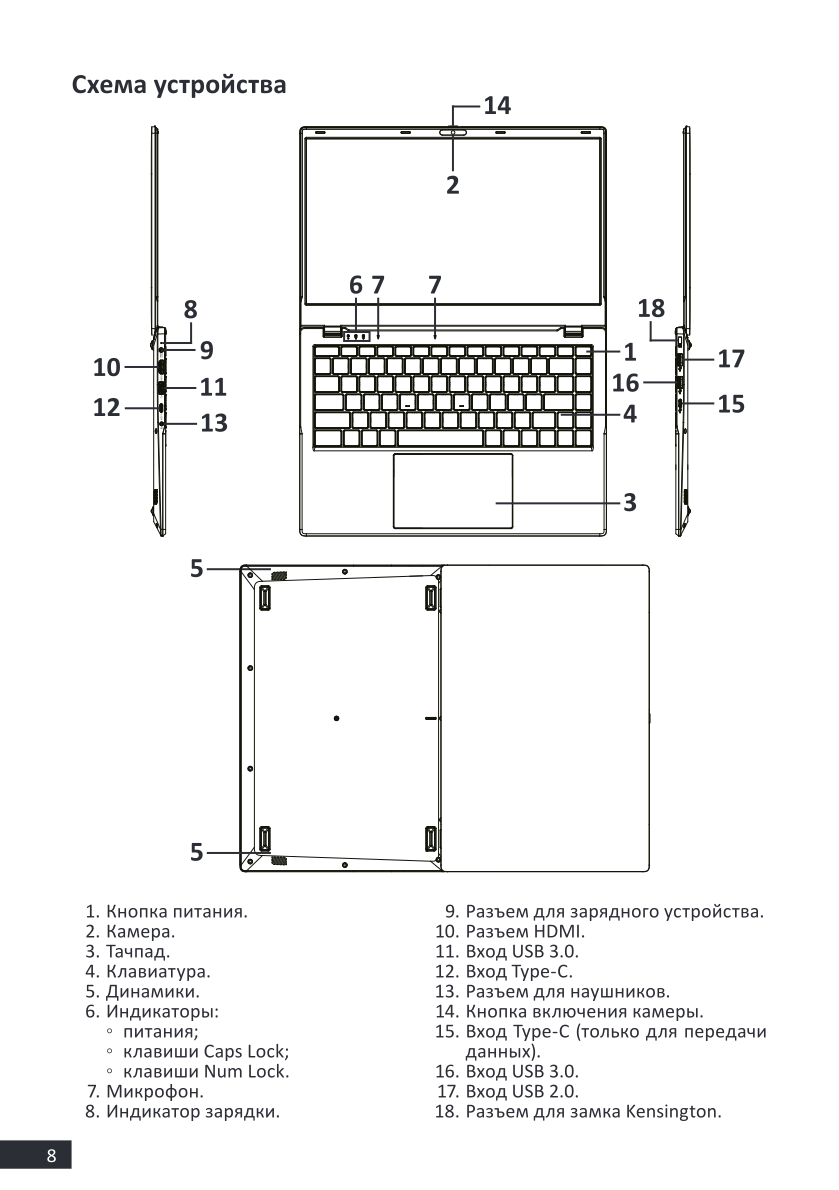 Схема устройства
14
2
6 7 7
8
18
9
1
17
10
11
16
12
13
4
15
3
5
5
1. Кнопка питания.
2. Камера.
3. Тачпад.
4. Клавиатура.
5. Динамики.
6. Индикаторы:
◦ питания;
◦ клавиши Caps Lock;
◦ клавиши Num Lock.
7. Микрофон.
8. Индикатор зарядки.
9. Разъем для зарядного устройства.
10. Разъем HDMI.
11. Вход USB 3.0.
12. Вход Type-C.
13. Разъем для наушников.
14. Кнопка включения камеры.
15. Вход Type-C (только для передачи
данных).
16. Вход USB 3.0.
17. Вход USB 2.0.
18. Разъем для замка Kensington.
8